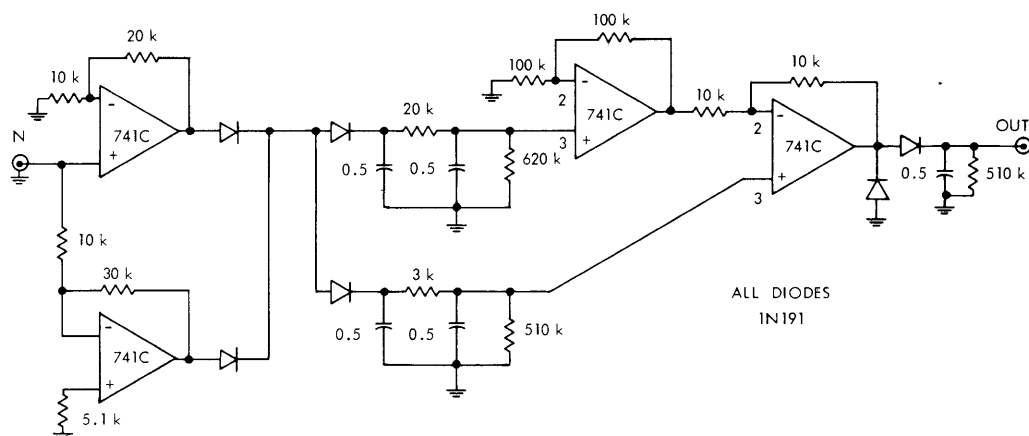 20 k
10 k
-
741C
+
N
10 k
30 k
-
741C
+
5.1 k
20 k
0.5
0.5
620 k
3 k
0.5
0.5
510 k
100 k
100 k
-
2
741C
3
+
10 k
10 k
-
2
741C
+
3
OUT
0.5
510 k
ALL DIODES
1N191